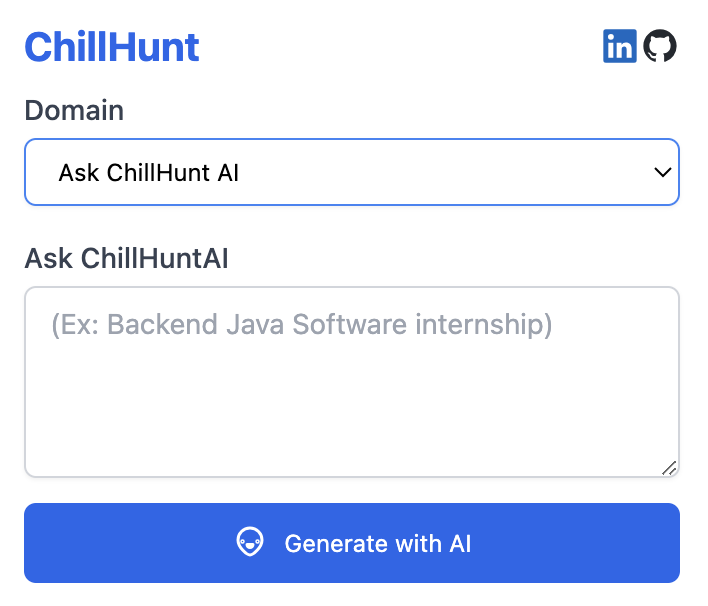 ChillHunt
in
Domain
Ask ChillHunt AI
Ask ChillHuntAI
(Ex: Backend Java Software internship)
Generate with AI